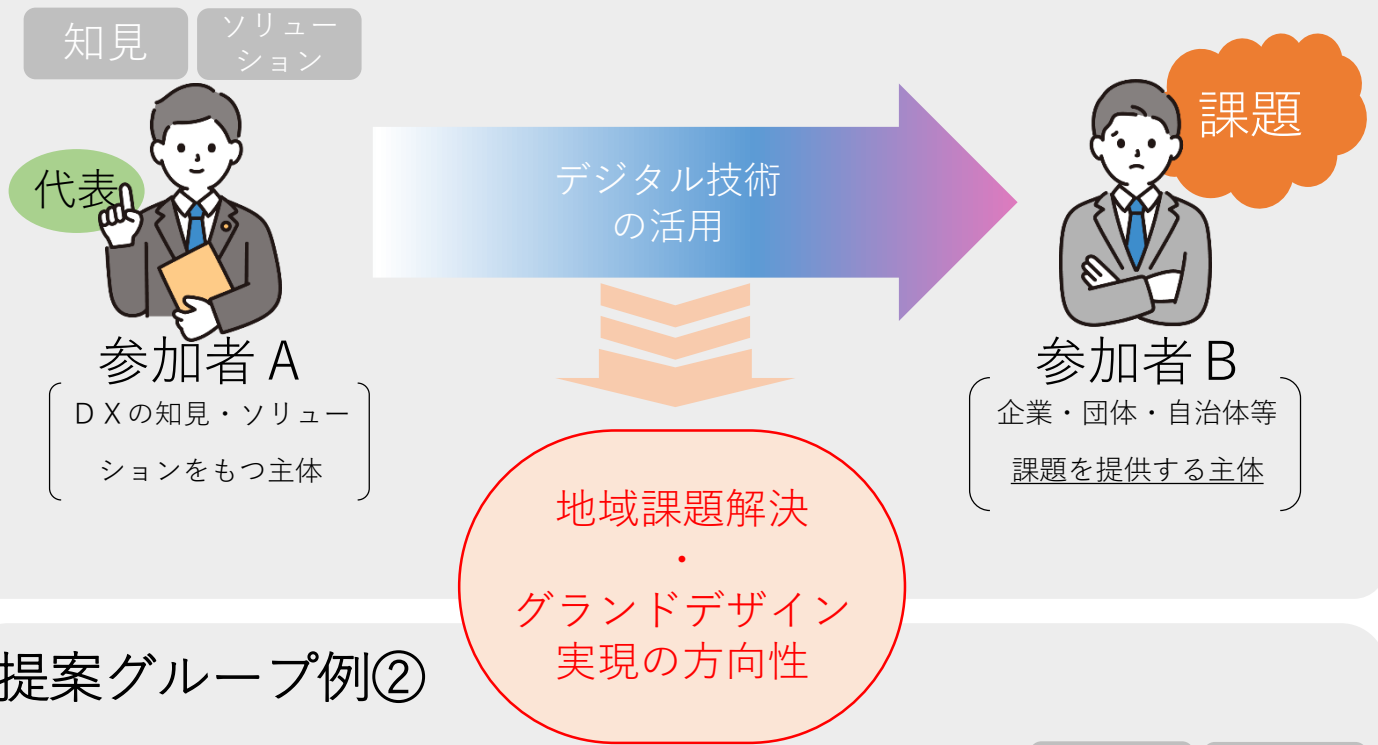 知見
ソリュー
ション
代表
デジタル技術
の活用
課題
参加者A
ＤＸの知見・ソリュー
ションをもつ主体
参加者B
企業・団体・自治体等
課題を提供する主体
地域課題解決
・
グランドデザイン
実現の方向性
提案グループ例②